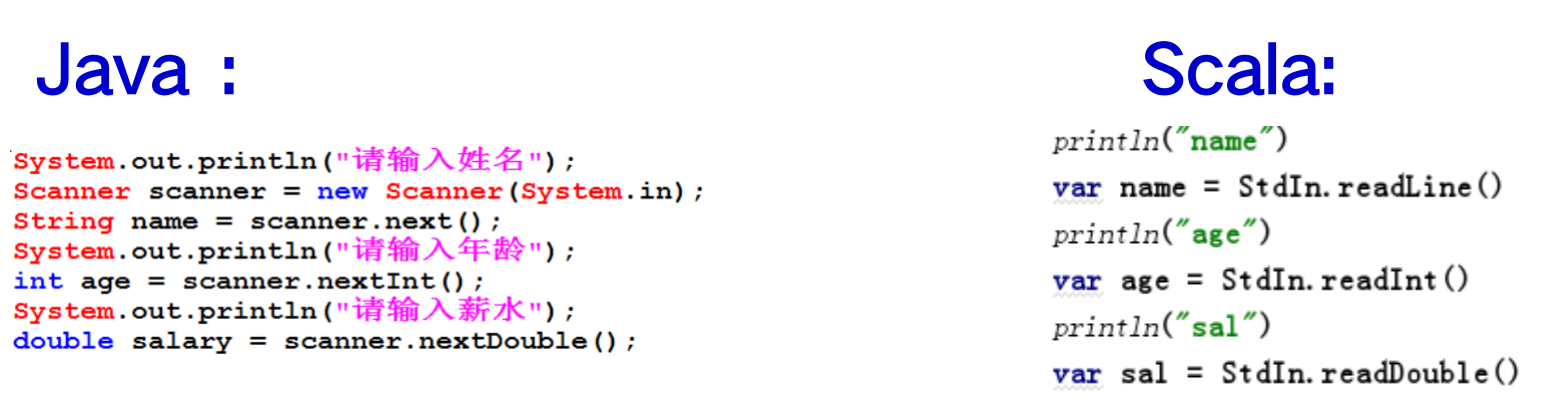 Java :
System.out.println("请输入姓名");
Scanner scanner = new Scanner(System.in);
String name = scanner.next();
System.out.println("请输入年龄");
int age = scanner.nextInt();
System.out.println("请输入薪水");
double salary = scanner.nextDouble();
Scala:
println("name")
var name = StdIn.readLine()
println("age")
var age = StdIn.readInt()
println("sal")
var sal = StdIn.readDouble()